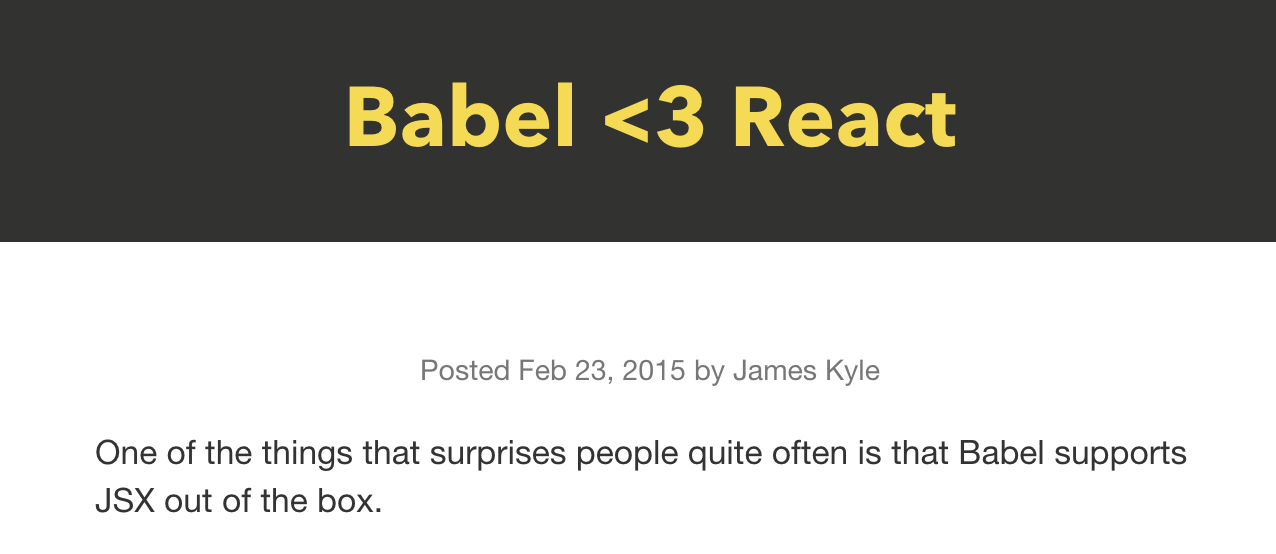 Babel <3 React
Posted Feb 23, 2015 by James Kyle
One of the things that surprises people quite often is that Babel supports
JSX out of the box.